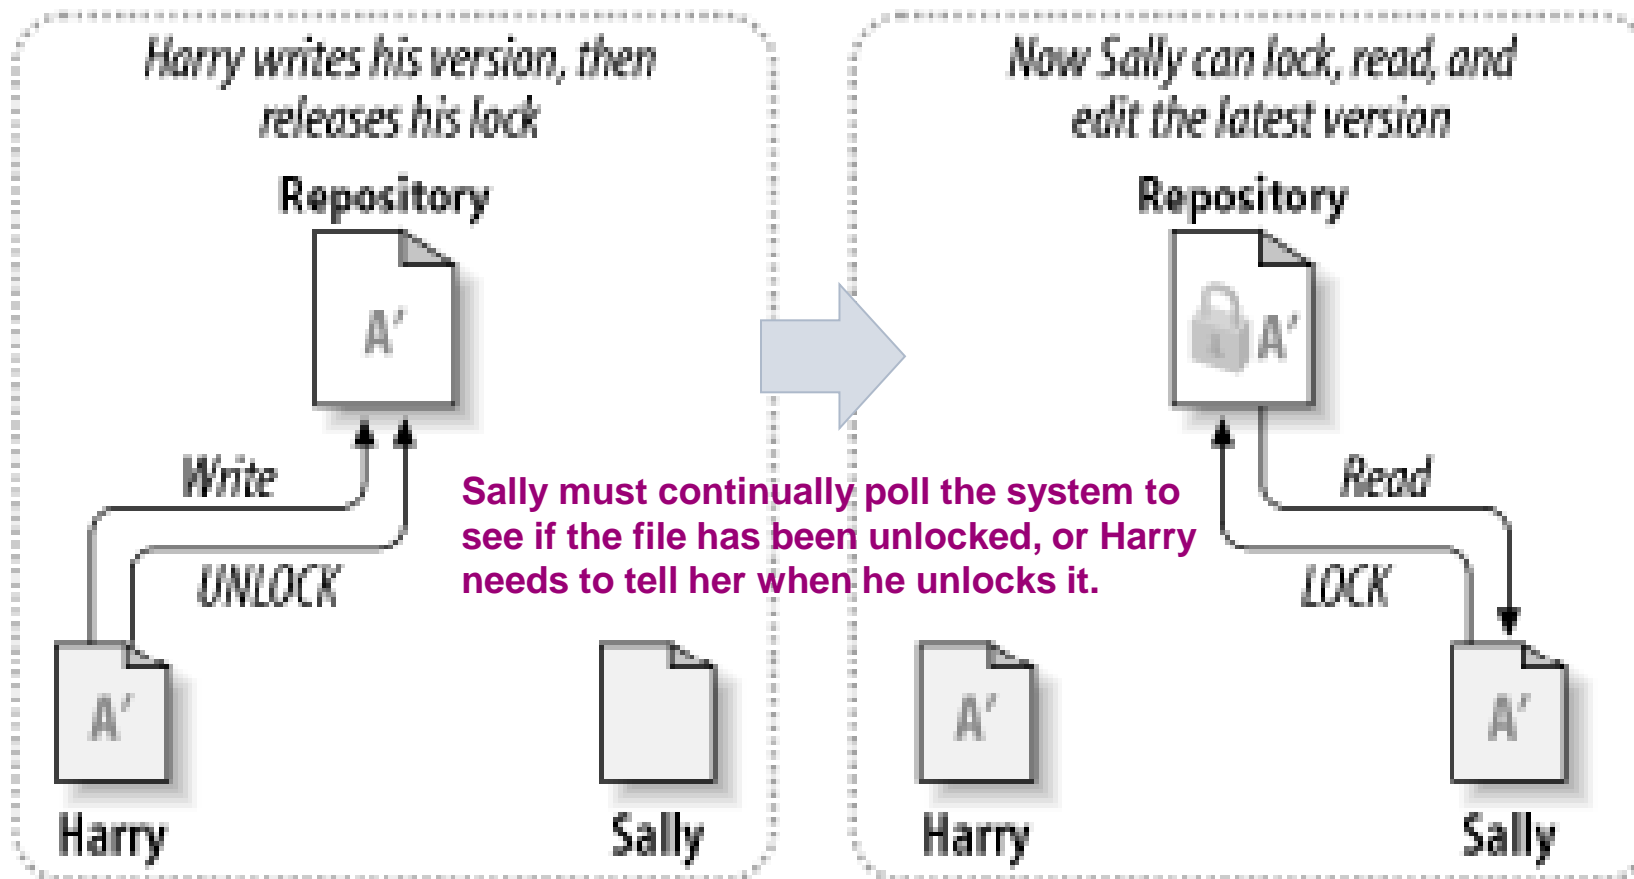 Harry writes his version, then
releases his lock
Repository
A′
Write
UNLOCK
A′
Harry
Sally
Sally must continually poll the system to
see if the file has been unlocked, or Harry
needs to tell her when he unlocks it.
Now Sally can lock, read, and
edit the latest version
Repository
A′
Read
LOCK
A′
Harry
A′
Sally